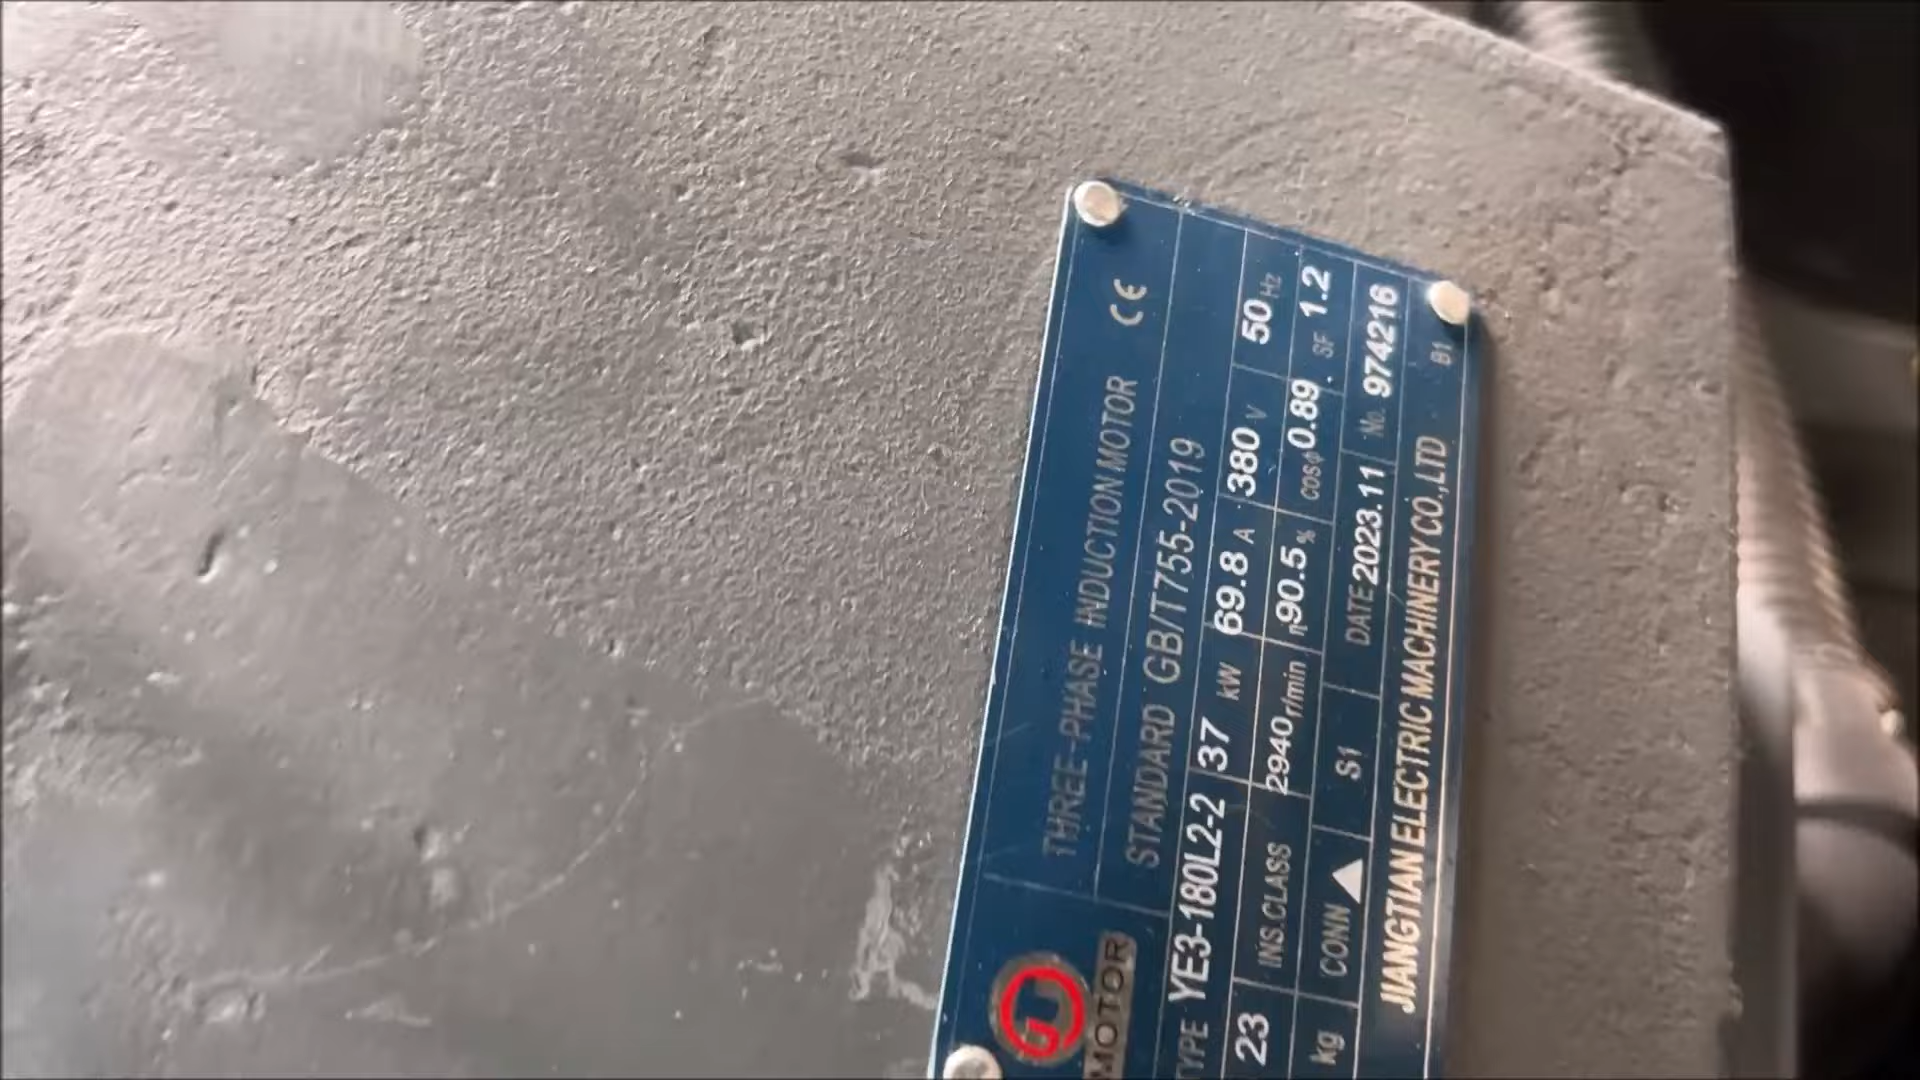 THREE-PHASE INDUCTION MOTOR CE
STANDARD GB/T755-2019
MOTOR
TYPE YE3-180L2-2 37 kW 69.8 A 380 V 50 Hz
23 INS.CLASS 2940 r/min η90.5 % cosφ 0.89 SF 1.2
kg CONN ▲ S1 DATE 2023.11 No. 974216
JIANGTIAN ELECTRIC MACHINERY CO.,LTD B1